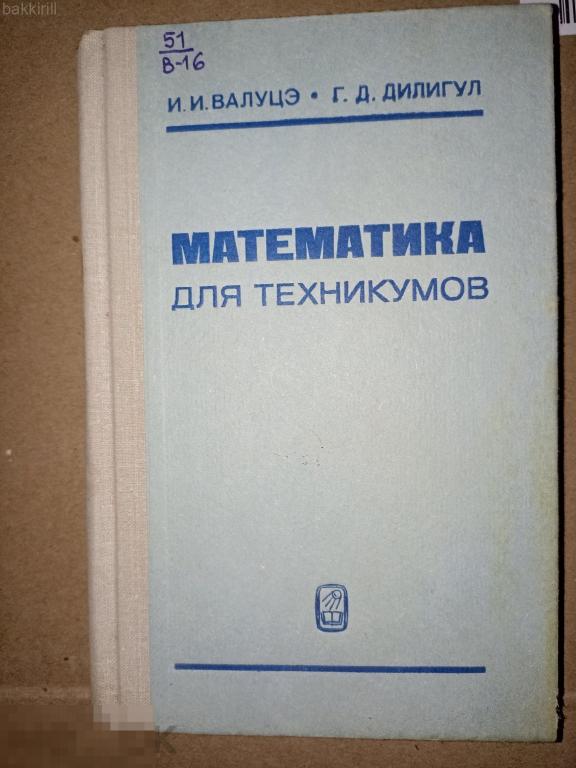 bakkirill
51
В-16
И. И. ВАЛУЦЭ • Г. Д. ДИЛИГУЛ
МАТЕМАТИКА
ДЛЯ ТЕХНИКУМОВ